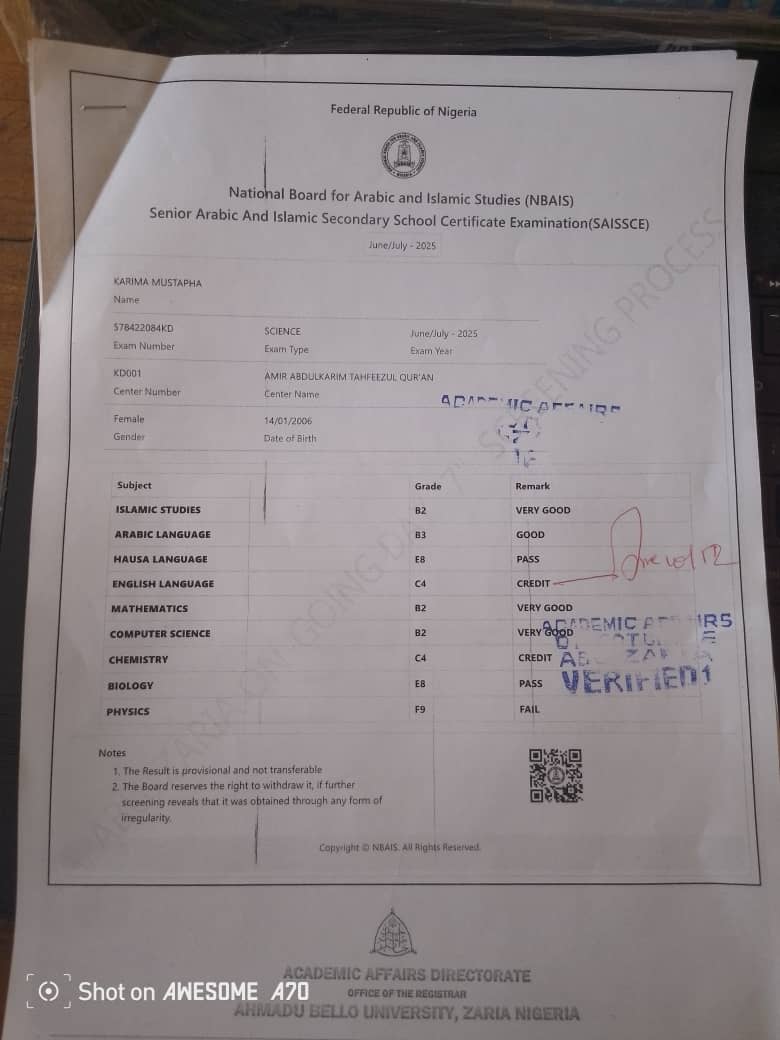 Federal Republic of Nigeria
National Board for Arabic and Islamic Studies (NBAIS)
Senior Arabic And Islamic Secondary School Certificate Examination(SAISSCE)
June/July - 2025
KARIMA MUSTAPHA
Name
578422084KD SCIENCE June/July - 2025
Exam Number Exam Type Exam Year
KD001 AMIR ABDULKARIM TAHFEEZUL QUR'AN
Center Number Center Name
ACADEMIC AFFAIRS
Female 14/01/2006
Gender Date of Birth
Subject Grade Remark
ISLAMIC STUDIES B2 VERY GOOD
ARABIC LANGUAGE B3 GOOD
HAUSA LANGUAGE E8 PASS
ENGLISH LANGUAGE C4 CREDIT
MATHEMATICS B2 VERY GOOD
COMPUTER SCIENCE B2 VERY GOOD
CHEMISTRY C4 CREDIT
BIOLOGY E8 PASS
PHYSICS F9 FAIL
ACADEMIC AFFAIRS
VERIFIED
SCREENING PROCESS
Notes
1. The Result is provisional and not transferable
2. The Board reserves the right to withdraw it, if further
screening reveals that it was obtained through any form of
irregularity.
Copyright © NBAIS. All Rights Reserved.
ACADEMIC AFFAIRS DIRECTORATE
OFFICE OF THE REGISTRAR
AHMADU BELLO UNIVERSITY, ZARIA NIGERIA
Shot on AWESOME A70